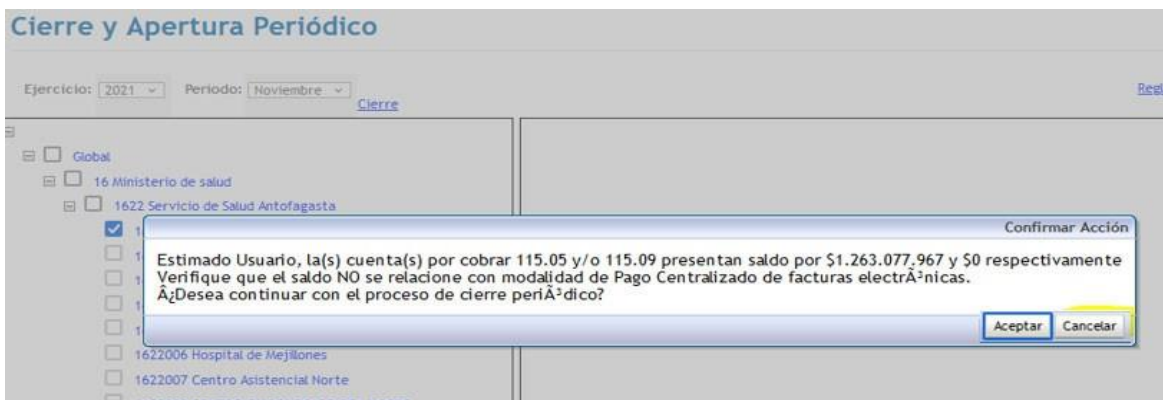 Cierre y Apertura Periódico
Ejercicio: 2021 Período: Noviembre
Cierre
Regi
Global
16 Ministerio de salud
1622 Servicio de Salud Antofagasta
Confirmar Acción
Estimado Usuario, la(s) cuenta(s) por cobrar 115.05 y/o 115.09 presentan saldo por $1.263.077.967 y $0 respectivamente
Verifique que el saldo NO se relacione con modalidad de Pago Centralizado de facturas electrÃ³nicas.
Â¿Desea continuar con el proceso de cierre periÃ³dico?
Aceptar Cancelar
1622006 Hospital de Mejillones
1622007 Centro Asistencial Norte